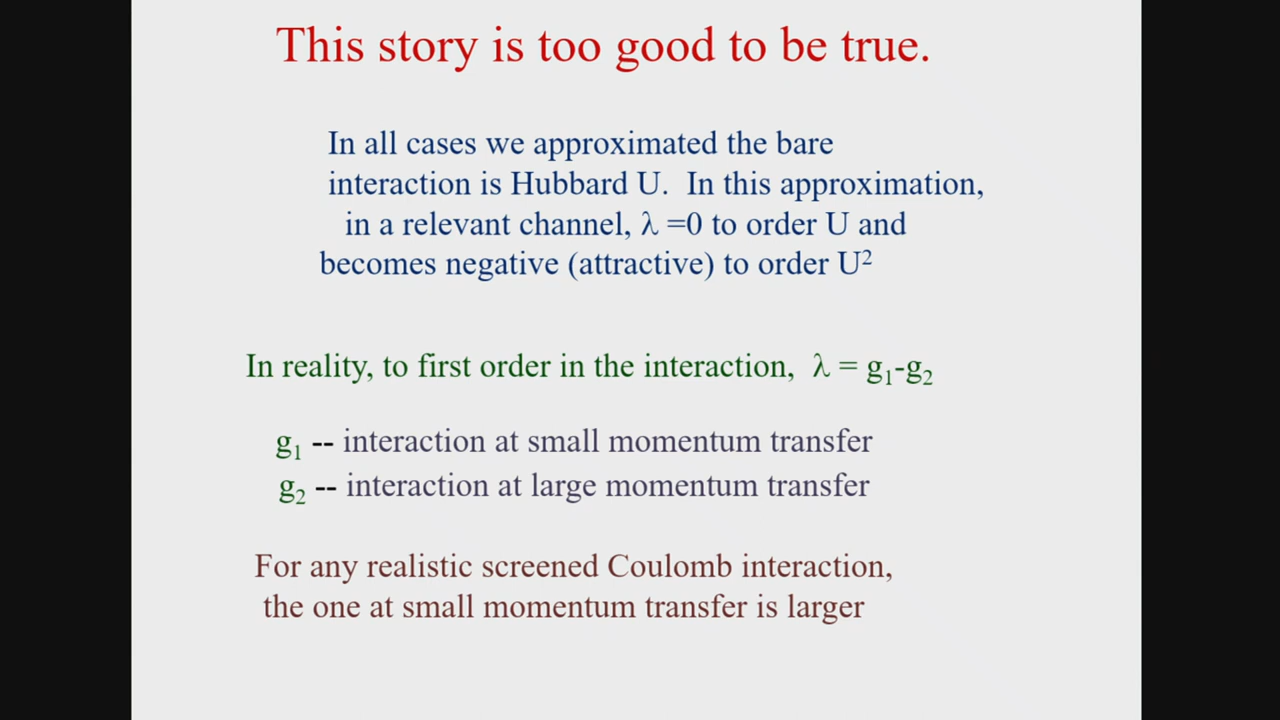 This story is too good to be true.
In all cases we approximated the bare
interaction is Hubbard U. In this approximation,
in a relevant channel, λ =0 to order U and
becomes negative (attractive) to order U²
In reality, to first order in the interaction, λ = g₁-g₂
g₁ -- interaction at small momentum transfer
g₂ -- interaction at large momentum transfer
For any realistic screened Coulomb interaction,
the one at small momentum transfer is larger